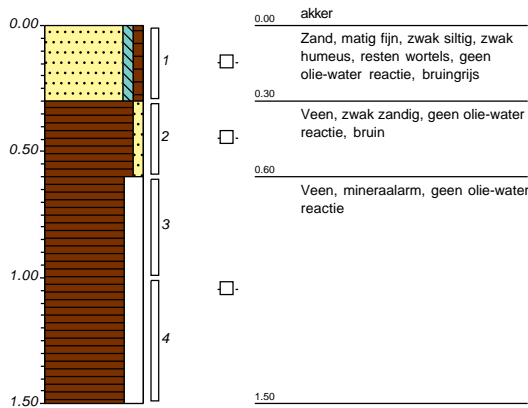 0.00
0.50
1.00
1.50
1
2
3
4
0.00
akker
Zand, matig fijn, zwak siltig, zwak
humeus, resten wortels, geen
olie-water reactie, bruingrijs
0.30
Veen, zwak zandig, geen olie-water
reactie, bruin
0.60
Veen, mineraalarm, geen olie-water
reactie
1.50